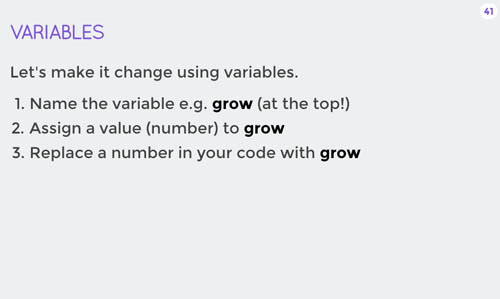 41
VARIABLES
Let's make it change using variables.
1. Name the variable e.g. grow (at the top!)
2. Assign a value (number) to grow
3. Replace a number in your code with grow